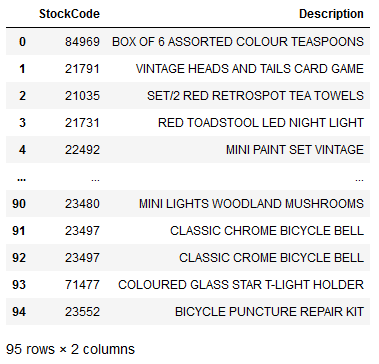 StockCode Description
0 84969 BOX OF 6 ASSORTED COLOUR TEASPOONS
1 21791 VINTAGE HEADS AND TAILS CARD GAME
2 21035 SET/2 RED RETROSPOT TEA TOWELS
3 21731 RED TOADSTOOL LED NIGHT LIGHT
4 22492 MINI PAINT SET VINTAGE
... ... ...
90 23480 MINI LIGHTS WOODLAND MUSHROOMS
91 23497 CLASSIC CHROME BICYCLE BELL
92 23497 CLASSIC CROME BICYCLE BELL
93 71477 COLOURED GLASS STAR T-LIGHT HOLDER
94 23552 BICYCLE PUNCTURE REPAIR KIT
95 rows × 2 columns